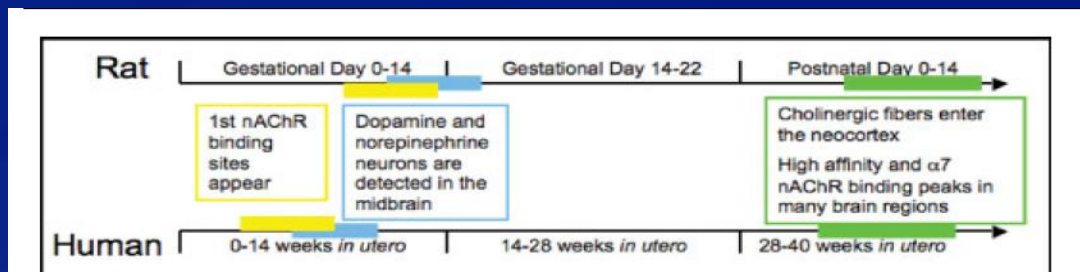 Rat
Gestational Day 0-14
Gestational Day 14-22
Postnatal Day 0-14
1st nAChR
binding
sites
appear
Dopamine and
norepinephrine
neurons are
detected in the
midbrain
Cholinergic fibers enter
the neocortex
High affinity and α7
nAChR binding peaks in
many brain regions
Human
0-14 weeks in utero
14-28 weeks in utero
28-40 weeks in utero